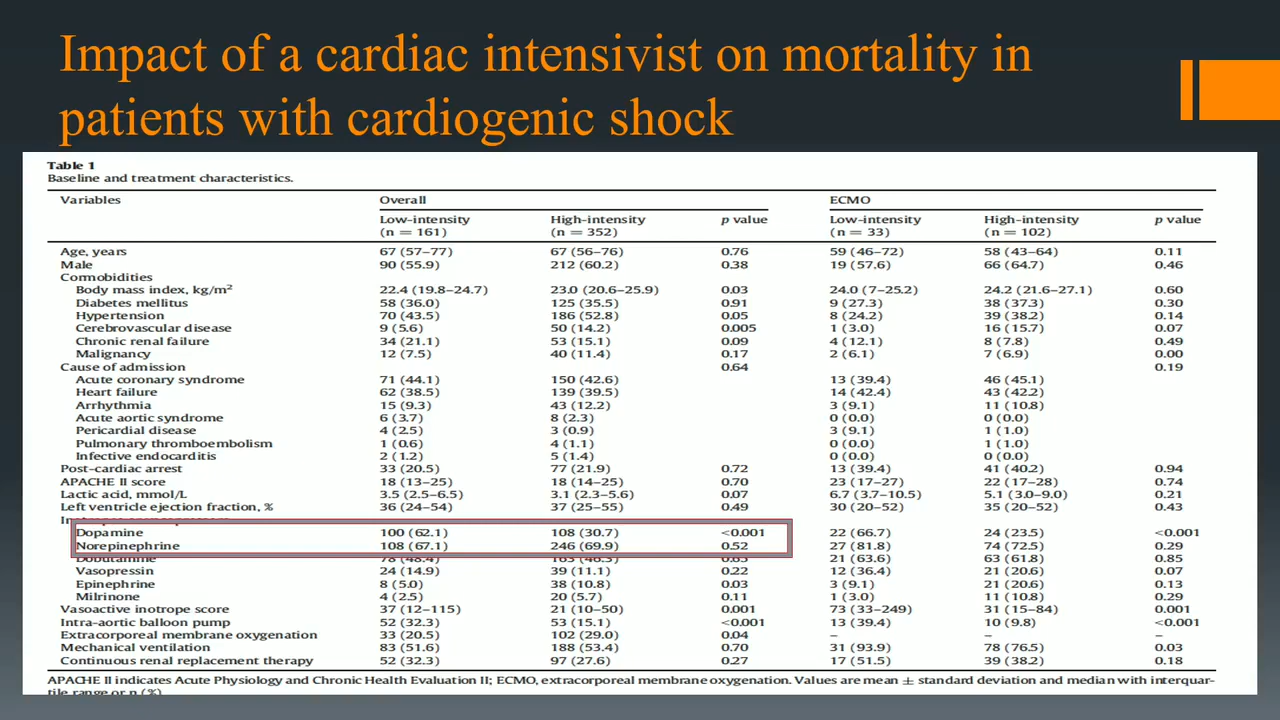 Impact of a cardiac intensivist on mortality in
patients with cardiogenic shock
Table 1
Baseline and treatment characteristics.
Variables Overall ECMO
Low-intensity High-intensity p value Low-intensity High-intensity p value
(n = 161) (n = 352) (n = 33) (n = 102)
Age, years 67 (57–77) 67 (56–76) 0.76 59 (46–72) 58 (43–64) 0.11
Male 90 (55.9) 212 (60.2) 0.38 19 (57.6) 66 (64.7) 0.46
Cormobidities
Body mass index, kg/m² 22.4 (19.8–24.7) 23.0 (20.6–25.9) 0.03 24.0 (7–25.2) 24.2 (21.6–27.1) 0.60
Diabetes mellitus 58 (36.0) 125 (35.5) 0.91 9 (27.3) 38 (37.3) 0.30
Hypertension 70 (43.5) 186 (52.8) 0.05 8 (24.2) 39 (38.2) 0.14
Cerebrovascular disease 9 (5.6) 50 (14.2) 0.005 1 (3.0) 16 (15.7) 0.07
Chronic renal failure 34 (21.1) 53 (15.1) 0.09 4 (12.1) 8 (7.8) 0.49
Malignancy 12 (7.5) 40 (11.4) 0.17 2 (6.1) 7 (6.9) 0.00
Cause of admission 0.64 0.19
Acute coronary syndrome 71 (44.1) 150 (42.6) 13 (39.4) 46 (45.1)
Heart failure 62 (38.5) 139 (39.5) 14 (42.4) 43 (42.2)
Arrhythmia 15 (9.3) 43 (12.2) 3 (9.1) 11 (10.8)
Acute aortic syndrome 6 (3.7) 8 (2.3) 0 (0.0) 0 (0.0)
Pericardial disease 4 (2.5) 3 (0.9) 3 (9.1) 1 (1.0)
Pulmonary thromboembolism 1 (0.6) 4 (1.1) 0 (0.0) 1 (1.0)
Infective endocarditis 2 (1.2) 5 (1.4) 0 (0.0) 0 (0.0)
Post-cardiac arrest 33 (20.5) 77 (21.9) 0.72 13 (39.4) 41 (40.2) 0.94
APACHE II score 18 (13–25) 18 (14–25) 0.70 23 (17–27) 22 (17–28) 0.74
Lactic acid, mmol/L 3.5 (2.5–6.5) 3.1 (2.3–5.6) 0.07 6.7 (3.7–10.5) 5.1 (3.0–9.0) 0.21
Left ventricle ejection fraction, % 36 (24–54) 37 (25–55) 0.49 30 (20–52) 35 (20–52) 0.43
Dopamine 100 (62.1) 108 (30.7) <0.001 22 (66.7) 24 (23.5) <0.001
Norepinephrine 108 (67.1) 246 (69.9) 0.52 27 (81.8) 74 (72.5) 0.29
Dobutamine 78 (48.4) 163 (46.3) 0.65 21 (63.6) 63 (61.8) 0.85
Vasopressin 24 (14.9) 39 (11.1) 0.22 12 (36.4) 21 (20.6) 0.07
Epinephrine 8 (5.0) 38 (10.8) 0.03 3 (9.1) 21 (20.6) 0.13
Milrinone 4 (2.5) 20 (5.7) 0.11 1 (3.0) 11 (10.8) 0.29
Vasoactive inotrope score 37 (12–115) 21 (10–50) 0.001 73 (33–249) 31 (15–84) 0.001
Intra-aortic balloon pump 52 (32.3) 53 (15.1) <0.001 13 (39.4) 10 (9.8) <0.001
Extracorporeal membrane oxygenation 33 (20.5) 102 (29.0) 0.04 – – –
Mechanical ventilation 83 (51.6) 188 (53.4) 0.70 31 (93.9) 78 (76.5) 0.03
Continuous renal replacement therapy 52 (32.3) 97 (27.6) 0.27 17 (51.5) 39 (38.2) 0.18
APACHE II indicates Acute Physiology and Chronic Health Evaluation II; ECMO, extracorporeal membrane oxygenation. Values are mean ± standard deviation and median with interquar-
tile range or n (%)